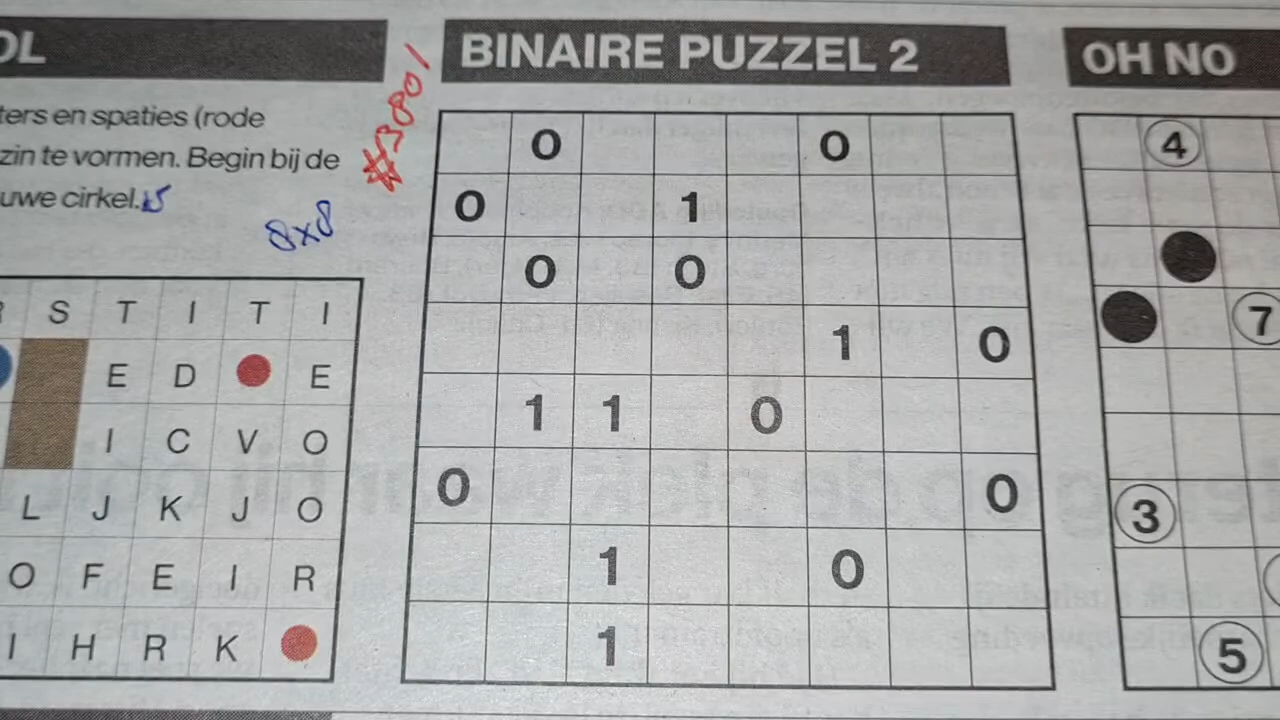 OL
BINAIRE PUZZEL 2
OH NO
#3801
ters en spaties (rode
zin te vormen. Begin bij de
uwe cirkel.
8x8
S T I T I
E D E
I C V O
L J K J O
O F E I R
I H R K
0 0
0 1
0 0
1 0
1 1 0
0 0
1 0
1
4
7
3
5